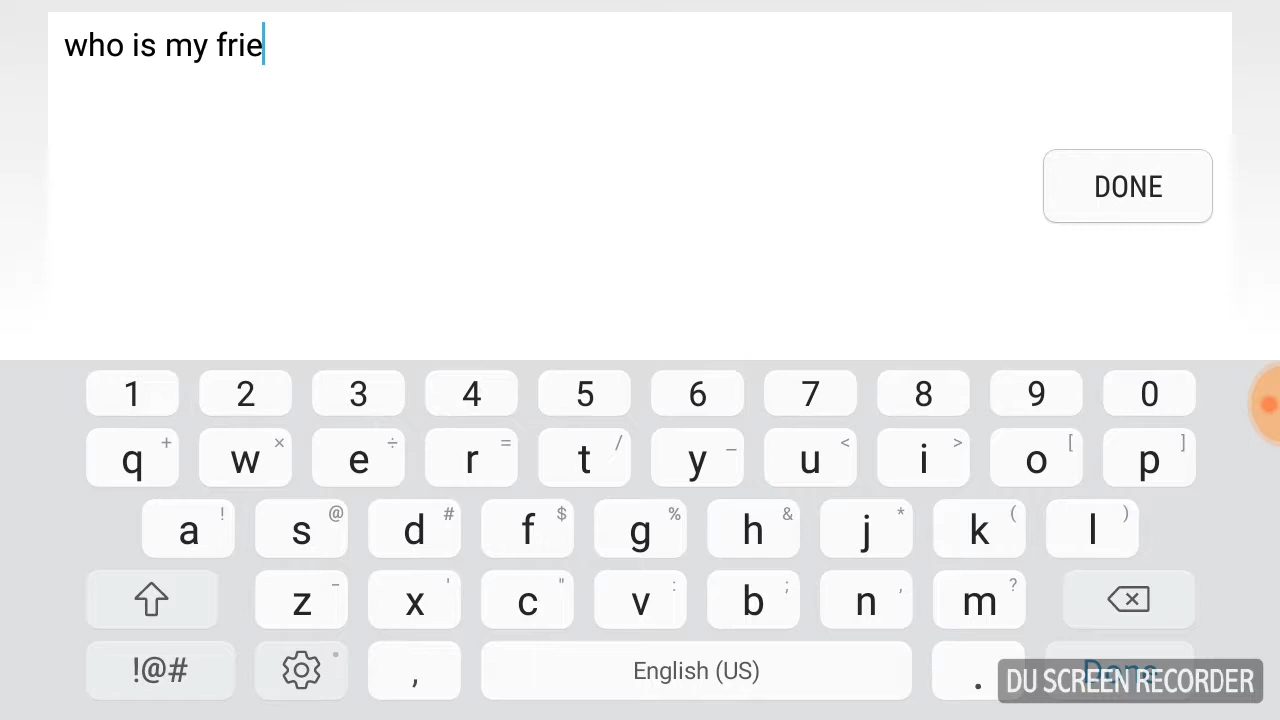 who is my frie
DONE
1 2 3 4 5 6 7 8 9 0
q + w × e ÷ r = t / y _ u < i > o [ p ]
a ! s @ d # f $ g % h & j * k ( l )
z - x ' c " v : b ; n , m ?
!@# , English (US) . Done
DU SCREEN RECORDER